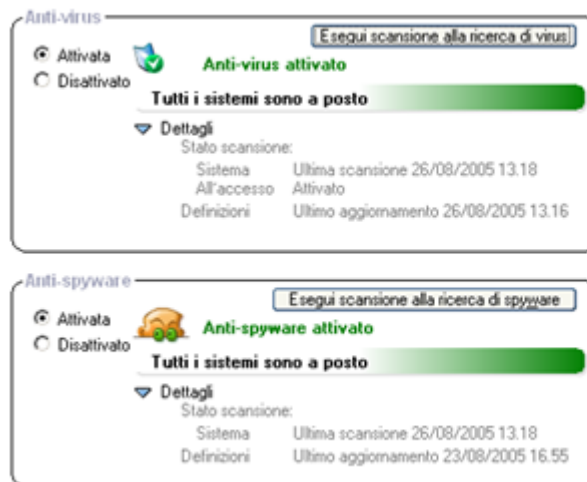 Anti-virus
Esegui scansione alla ricerca di virus
Attivata
Disattivato
Anti-virus attivato
Tutti i sistemi sono a posto
Dettagli
Stato scansione:
Sistema Ultima scansione 26/08/2005 13.18
All'accesso Attivato
Definizioni Ultimo aggiornamento 26/08/2005 13.16
Anti-spyware
Esegui scansione alla ricerca di spyware
Attivata
Disattivato
Anti-spyware attivato
Tutti i sistemi sono a posto
Dettagli
Stato scansione:
Sistema Ultima scansione 26/08/2005 13.18
Definizioni Ultimo aggiornamento 23/08/2005 16.55